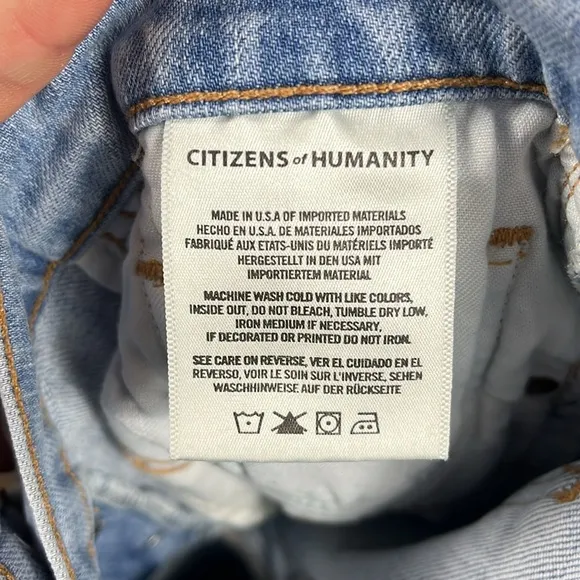 CITIZENS of HUMANITY
MADE IN U.S.A OF IMPORTED MATERIALS
HECHO EN U.S.A. DE MATERIALES IMPORTADOS
FABRIQUÉ AUX ETATS-UNIS DU MATÉRIELS IMPORTÉ
HERGESTELLT IN DEN USA MIT
IMPORTIERTEM MATERIAL
MACHINE WASH COLD WITH LIKE COLORS,
INSIDE OUT, DO NOT BLEACH, TUMBLE DRY LOW,
IRON MEDIUM IF NECESSARY,
IF DECORATED OR PRINTED DO NOT IRON.
SEE CARE ON REVERSE, VER EL CUIDADO EN EL
REVERSO, VOIR LE SOIN SUR L'INVERSE, SEHEN
WASCHHINWEISE AUF DER RÜCKSEITE